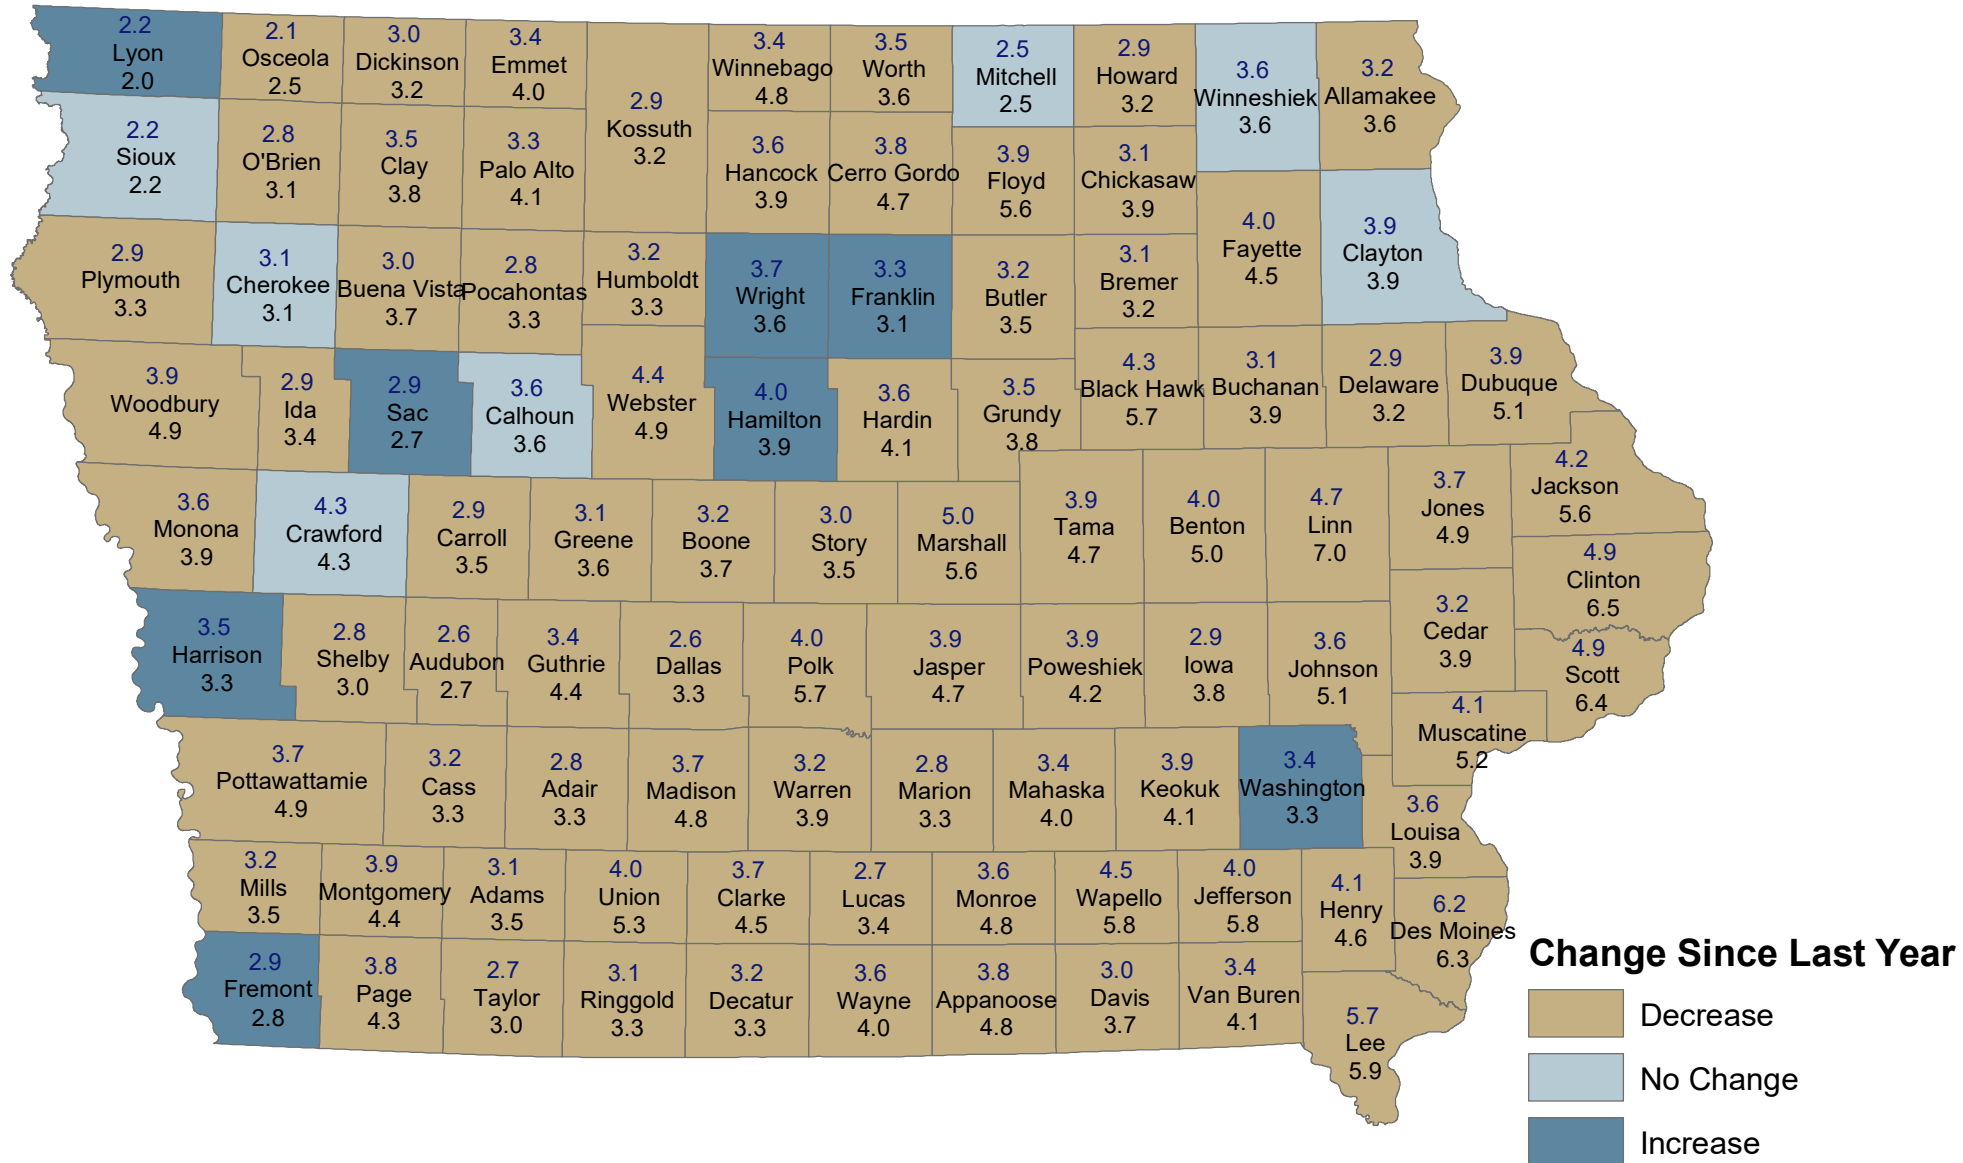 2.2
Lyon
2.0
2.1
Osceola
2.5
3.0
Dickinson
3.2
3.4
Emmet
4.0
2.9
Kossuth
3.2
3.4
Winnebago
4.8
3.5
Worth
3.6
2.5
Mitchell
2.5
2.9
Howard
3.2
3.6
Winneshiek
3.6
3.2
Allamakee
3.6
2.2
Sioux
2.2
2.8
O'Brien
3.1
3.5
Clay
3.8
3.3
Palo Alto
4.1
3.6
Hancock
3.9
3.8
Cerro Gordo
4.7
3.9
Floyd
5.6
3.1
Chickasaw
3.9
4.0
Fayette
4.5
3.9
Clayton
3.9
2.9
Plymouth
3.3
3.1
Cherokee
3.1
3.0
Buena Vista
3.7
2.8
Pocahontas
3.3
3.2
Humboldt
3.3
3.7
Wright
3.6
3.3
Franklin
3.1
3.2
Butler
3.5
3.1
Bremer
3.2
3.9
Woodbury
4.9
2.9
Ida
3.4
2.9
Sac
2.7
3.6
Calhoun
3.6
4.4
Webster
4.9
4.0
Hamilton
3.9
3.6
Hardin
4.1
3.5
Grundy
3.8
4.3
Black Hawk
5.7
3.1
Buchanan
3.9
2.9
Delaware
3.2
3.9
Dubuque
5.1
3.6
Monona
3.9
4.3
Crawford
4.3
2.9
Carroll
3.5
3.1
Greene
3.6
3.2
Boone
3.7
3.0
Story
3.5
5.0
Marshall
5.6
3.9
Tama
4.7
4.0
Benton
5.0
4.7
Linn
7.0
3.7
Jones
4.9
4.2
Jackson
5.6
4.9
Clinton
6.5
3.5
Harrison
3.3
2.8
Shelby
3.0
2.6
Audubon
2.7
3.4
Guthrie
4.4
2.6
Dallas
3.3
4.0
Polk
5.7
3.9
Jasper
4.7
3.9
Poweshiek
4.2
2.9
Iowa
3.8
3.6
Johnson
5.1
3.2
Cedar
3.9
4.9
Scott
6.4
4.1
Muscatine
5.2
3.7
Pottawattamie
4.9
3.2
Cass
3.3
2.8
Adair
3.3
3.7
Madison
4.8
3.2
Warren
3.9
2.8
Marion
3.3
3.4
Mahaska
4.0
3.9
Keokuk
4.1
3.4
Washington
3.3
3.6
Louisa
3.9
3.2
Mills
3.5
3.9
Montgomery
4.4
3.1
Adams
3.5
4.0
Union
5.3
3.7
Clarke
4.5
2.7
Lucas
3.4
3.6
Monroe
4.8
4.5
Wapello
5.8
4.0
Jefferson
5.8
4.1
Henry
4.6
6.2
Des Moines
6.3
2.9
Fremont
2.8
3.8
Page
4.3
2.7
Taylor
3.0
3.1
Ringgold
3.3
3.2
Decatur
3.3
3.6
Wayne
4.0
3.8
Appanoose
4.8
3.0
Davis
3.7
3.4
Van Buren
4.1
5.7
Lee
5.9
Change Since Last Year
Decrease
No Change
Increase